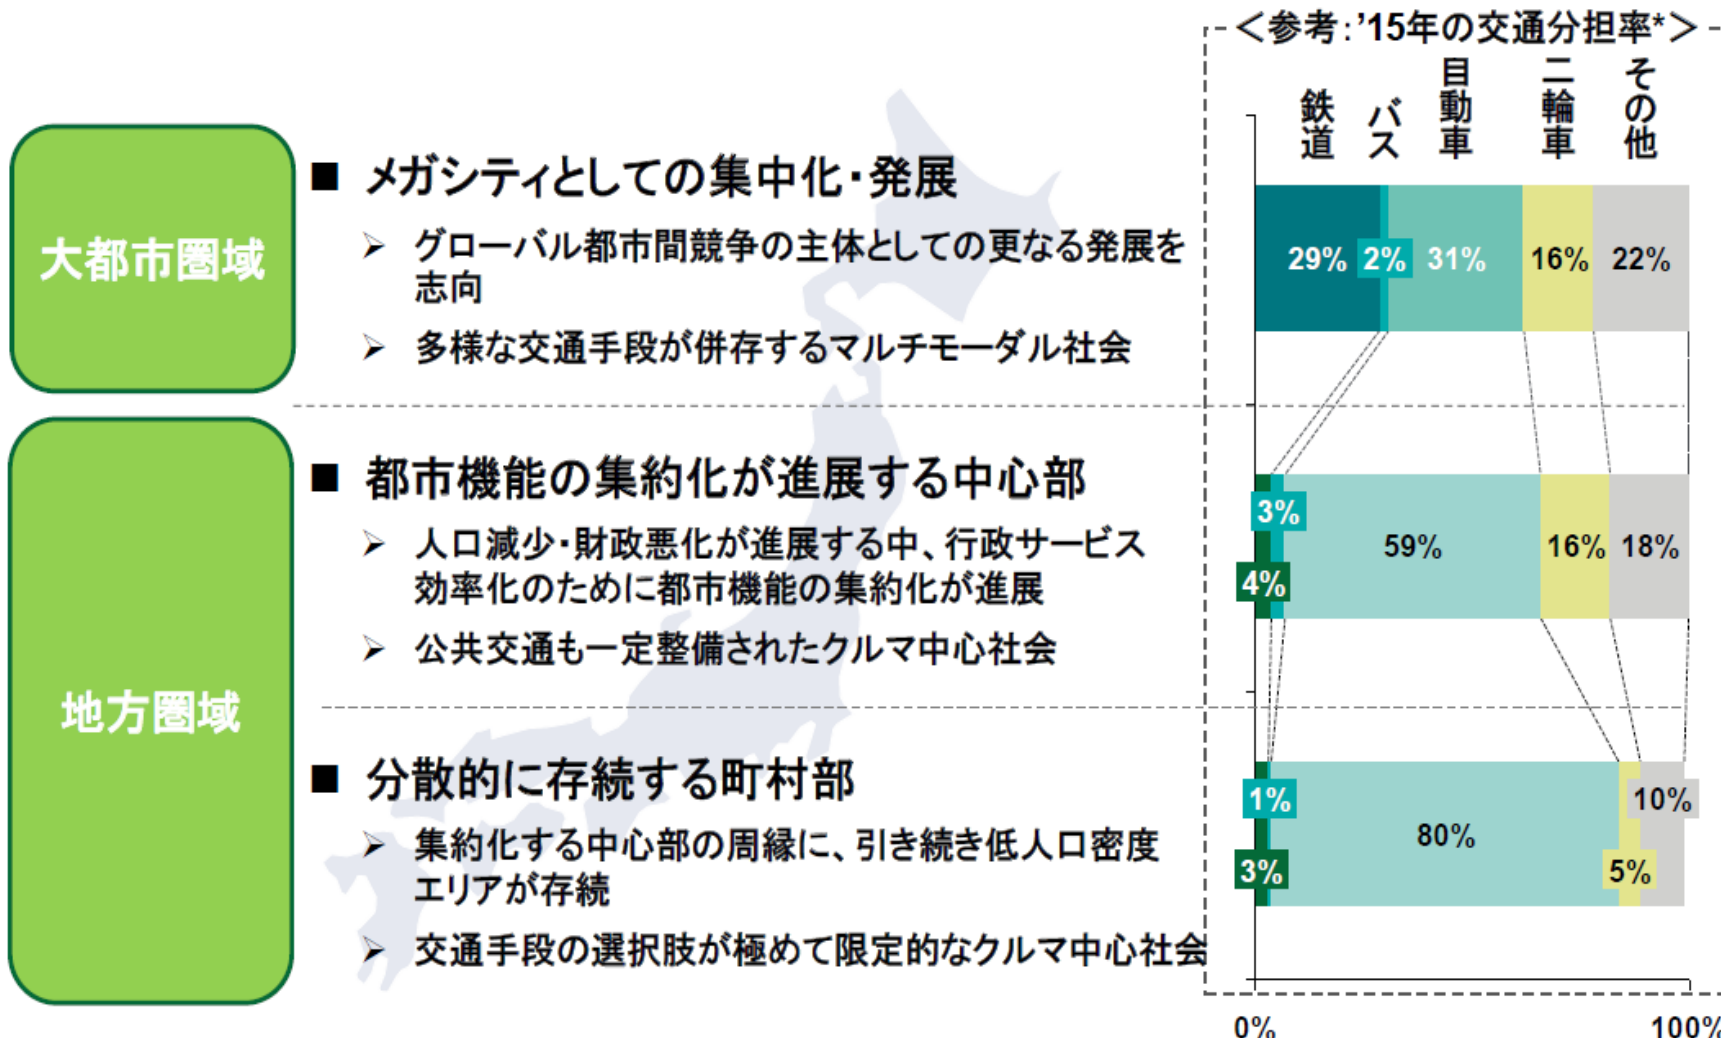 ＜参考：’15年の交通分担率*＞
鉄道
バス
自動車
二輪車
その他
大都市圏域
■ メガシティとしての集中化・発展
➢ グローバル都市間競争の主体としての更なる発展を
志向
➢ 多様な交通手段が併存するマルチモーダル社会
29% 2% 31% 16% 22%
地方圏域
■ 都市機能の集約化が進展する中心部
➢ 人口減少・財政悪化が進展する中、行政サービス
効率化のために都市機能の集約化が進展
➢ 公共交通も一定整備されたクルマ中心社会
4% 3% 59% 16% 18%
■ 分散的に存続する町村部
➢ 集約化する中心部の周縁に、引き続き低人口密度
エリアが存続
➢ 交通手段の選択肢が極めて限定的なクルマ中心社会
3% 1% 80% 5% 10%
0% 100%